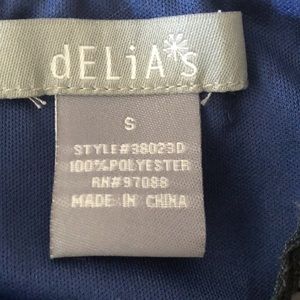 dELiA*s
S
STYLE#38023D
100%POLYESTER
RN#97088
MADE IN CHINA